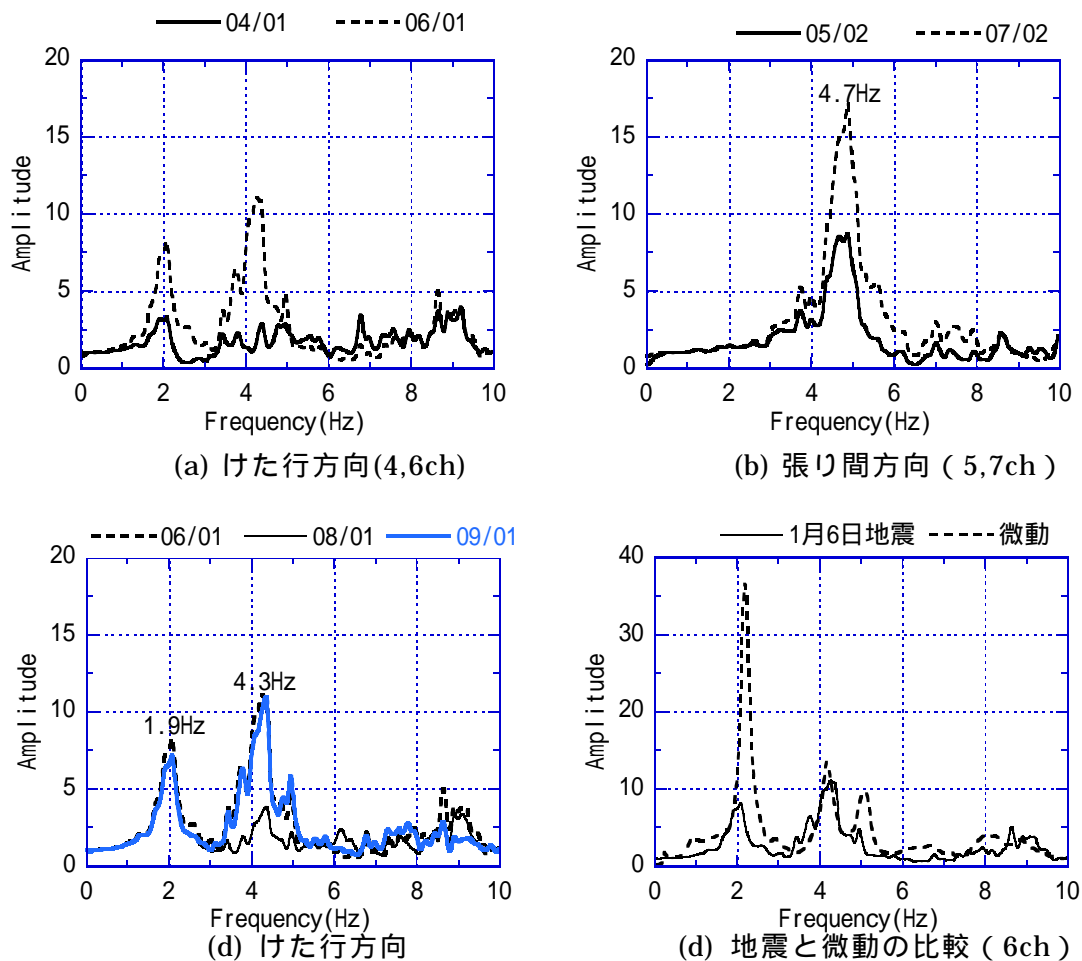 04/01 06/01
20
15
10
5
0
Amplitude
0 2 4 6 8 10
Frequency(Hz)
(a) けた行方向(4,6ch)
05/02 07/02
20
15
10
5
0
Amplitude
4.7Hz
0 2 4 6 8 10
Frequency(Hz)
(b) 張り間方向(5,7ch)
06/01 08/01 09/01
20
15
10
5
0
Amplitude
1.9Hz
4.3Hz
0 2 4 6 8 10
Frequency(Hz)
(d) けた行方向
1月6日地震 微動
40
30
20
10
0
Amplitude
0 2 4 6 8 10
Frequency(Hz)
(d) 地震と微動の比較(6ch)